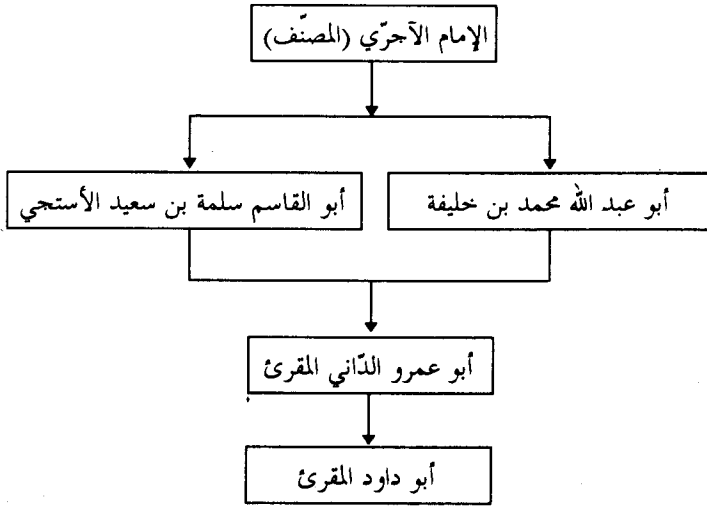 الإمام الآجرّي (المصنّف)
أبو عبد الله محمد بن خليفة
أبو القاسم سلمة بن سعيد الأستجي
أبو عمرو الدّاني المقرئ
أبو داود المقرئ